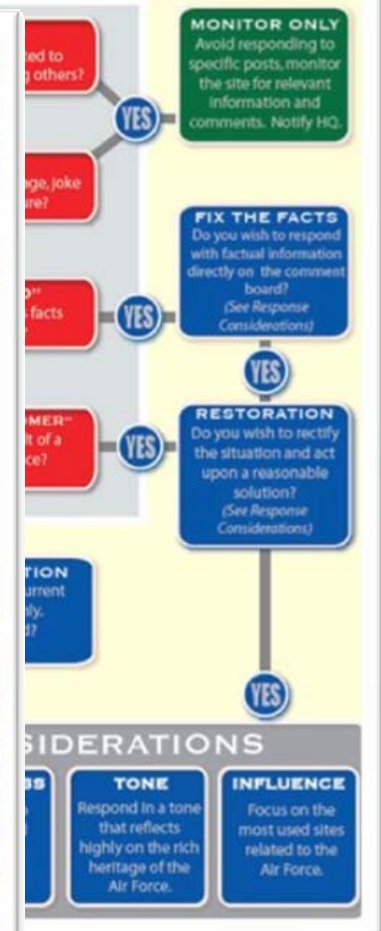 ted to
g others?
YES
MONITOR ONLY
Avoid responding to
specific posts, monitor
the site for relevant
information and
comments. Notify HQ.
ge, joke
re?
FIX THE FACTS
Do you wish to respond
with factual information
directly on the comment
board?
(See Response
Considerations)
D"
facts
YES
YES
OMER"
lt of a
ce?
YES
RESTORATION
Do you wish to rectify
the situation and act
upon a reasonable
solution?
(See Response
Considerations)
TION
urrent
ly,
?
YES
SIDERATIONS
SS
TONE
Respond in a tone
that reflects
highly on the rich
heritage of the
Air Force.
INFLUENCE
Focus on the
most used sites
related to the
Air Force.